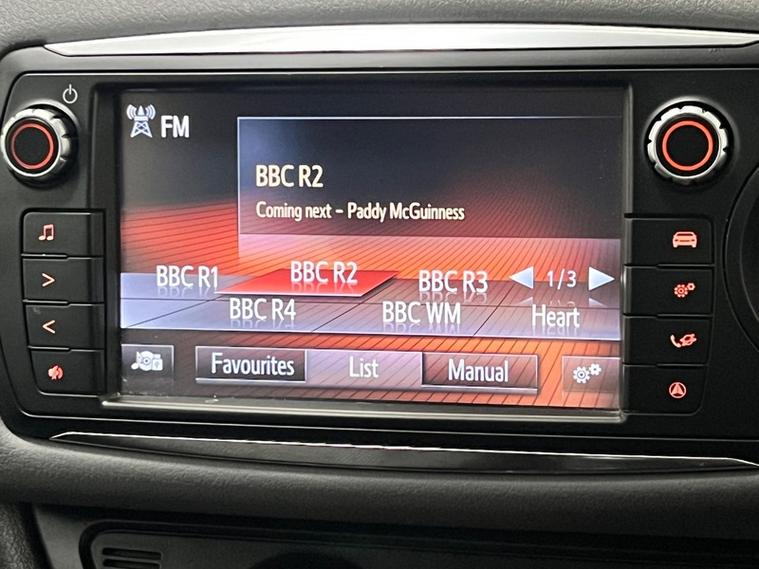 FM
BBC R2
Coming next - Paddy McGuinness
BBC R1 BBC R2 BBC R3 1/3
BBC R4 BBC WM Heart
Favourites List Manual